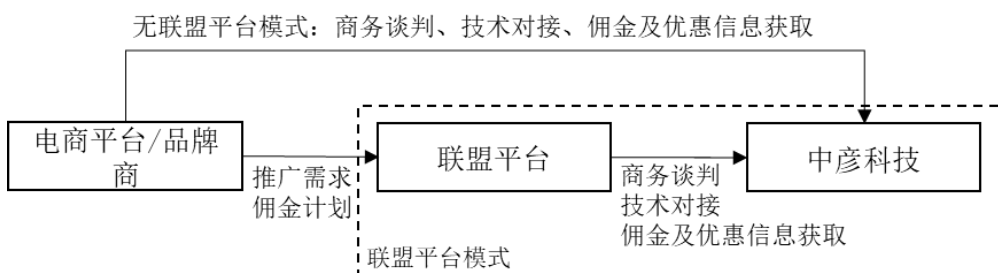 无联盟平台模式：商务谈判、技术对接、佣金及优惠信息获取
电商平台/品牌
商
推广需求
佣金计划
联盟平台
商务谈判
技术对接
佣金及优惠信息获取
中彦科技
联盟平台模式